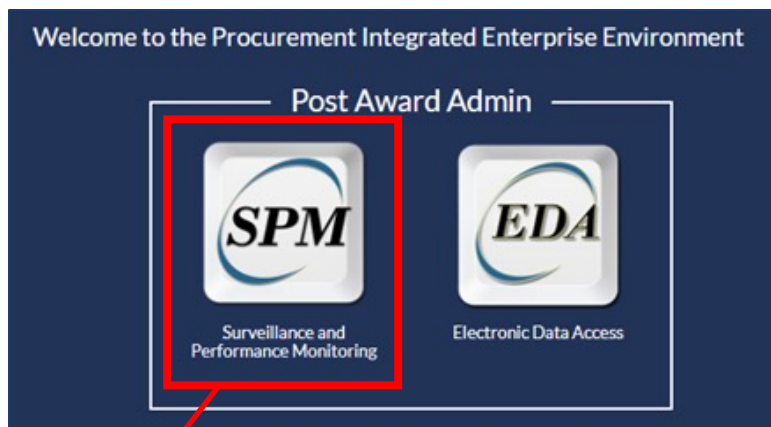 Welcome to the Procurement Integrated Enterprise Environment
Post Award Admin
SPM
EDA
Surveillance and
Performance Monitoring
Electronic Data Access